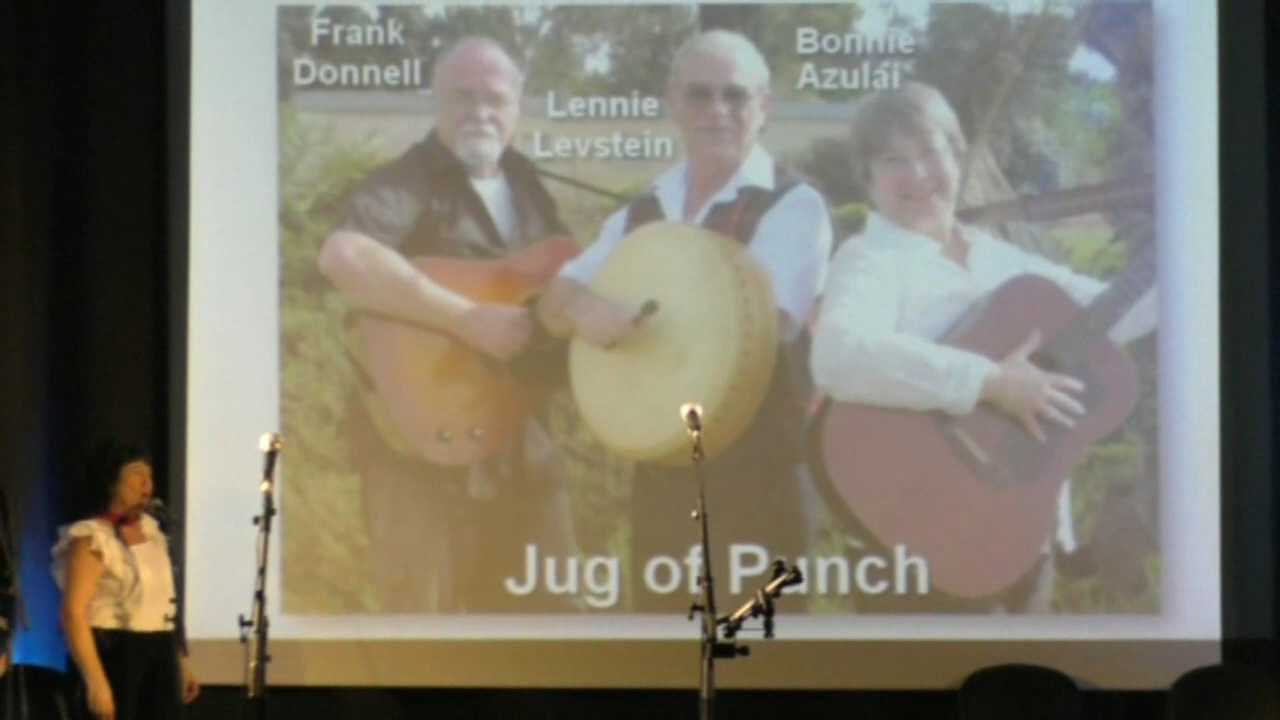 Frank
Donnell
Lennie
Levstein
Bonnie
Azulai
Jug of Punch